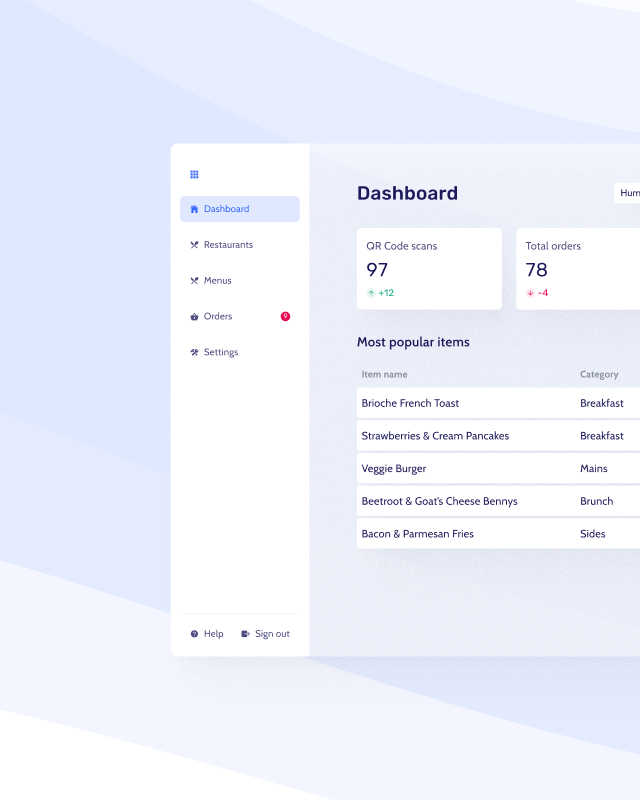 Dashboard
Restaurants
Menus
Orders 9
Settings
Help Sign out
Dashboard
Hum
QR Code scans
97
+12
Total orders
78
-4
Most popular items
Item name Category
Brioche French Toast Breakfast
Strawberries & Cream Pancakes Breakfast
Veggie Burger Mains
Beetroot & Goat's Cheese Bennys Brunch
Bacon & Parmesan Fries Sides